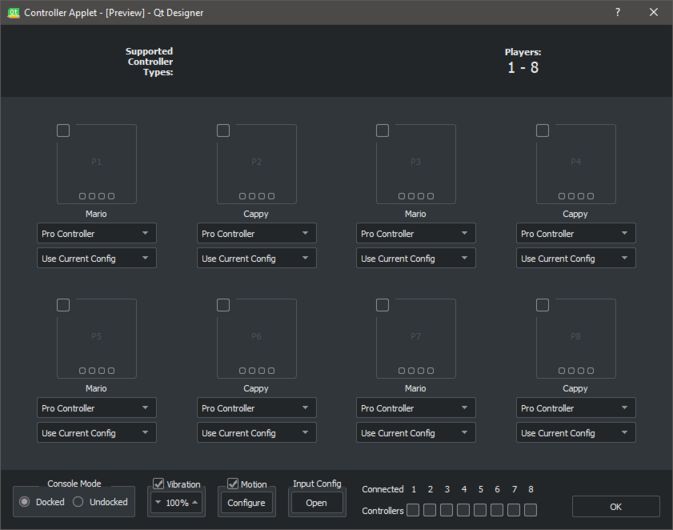 Controller Applet - [Preview] - Qt Designer
Supported
Controller
Types:
Players:
1 - 8
P1 P2 P3 P4
Mario Cappy Mario Cappy
Pro Controller Pro Controller Pro Controller Pro Controller
Use Current Config Use Current Config Use Current Config Use Current Config
P5 P6 P7 P8
Mario Cappy Mario Cappy
Pro Controller Pro Controller Pro Controller Pro Controller
Use Current Config Use Current Config Use Current Config Use Current Config
Console Mode
Docked Undocked
Vibration
100%
Motion
Configure
Input Config
Open
Connected 1 2 3 4 5 6 7 8
Controllers
OK